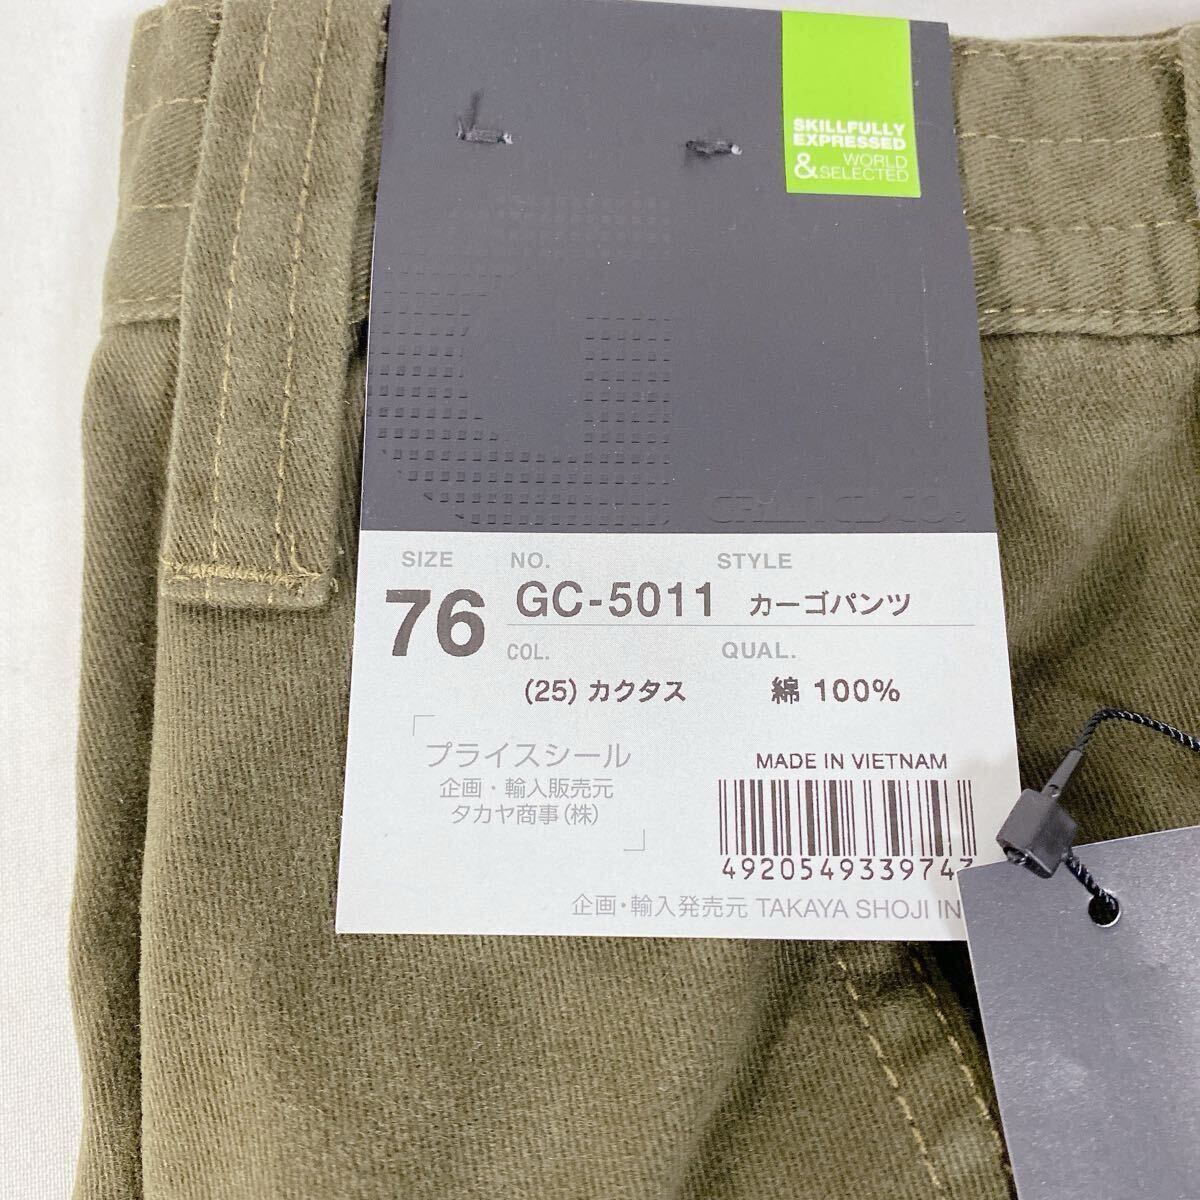 SKILLFULLY
EXPRESSED
& WORLD
SELECTED
GRANCISCO.
SIZE NO. STYLE
76 GC-5011 カーゴパンツ
COL. QUAL.
(25) カクタス 綿 100%
「プライスシール
企画・輸入販売元
タカヤ商事(株)」
MADE IN VIETNAM
4920549339743
企画・輸入発売元 TAKAYA SHOJI IN